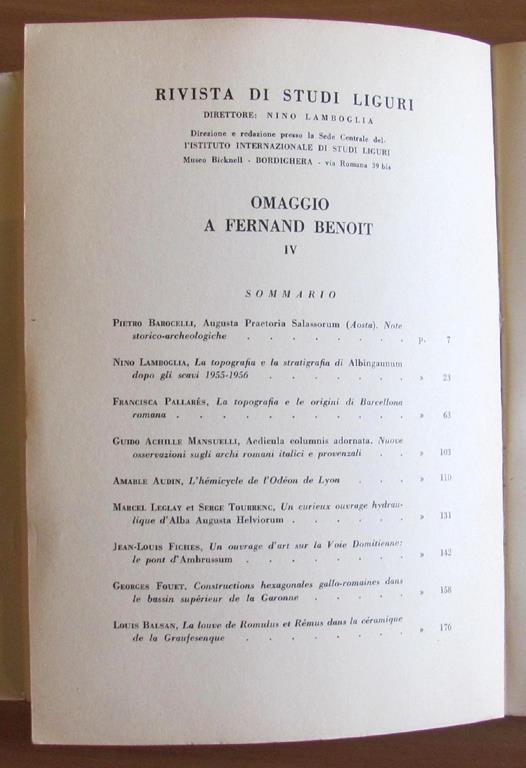 RIVISTA DI STUDI LIGURI
DIRETTORE: NINO LAMBOGLIA
Direzione e redazione presso la Sede Centrale del-
l'ISTITUTO INTERNAZIONALE DI STUDI LIGURI
Museo Bicknell - BORDIGHERA - via Romana 39 bis
OMAGGIO
A FERNAND BENOIT
IV
SOMMARIO
PIETRO BAROCELLI, Augusta Praetoria Salassorum (Aosta). Note
storico-archeologiche . . . . . . . p. 7
NINO LAMBOGLIA, La topografia e la stratigrafia di Albingaunum
dopo gli scavi 1955-1956 . . . . . . » 23
FRANCISCA PALLARÉS, La topografia e le origini di Barcellona
romana . . . . . . . . . . » 63
GUIDO ACHILLE MANSUELLI, Aedicula columnis adornata. Nuove
osservazioni sugli archi romani italici e provenzali . . » 103
AMABLE AUDIN, L'hémicycle de l'Odéon de Lyon . . . » 110
MARCEL LEGLAY et SERGE TOURRENC, Un curieux ouvrage hydrau-
lique d'Alba Augusta Helviorum . . . . . » 131
JEAN-LOUIS FICHES, Un ouvrage d'art sur la Voie Domitienne:
le pont d'Ambrussum . . . . . . . » 142
GEORGES FOUET, Constructions hexagonales gallo-romaines dans
le bassin supérieur de la Garonne . . . . . » 158
LOUIS BALSAN, La louve de Romulus et Rémus dans la céramique
de la Graufesenque . . . . . . . » 176